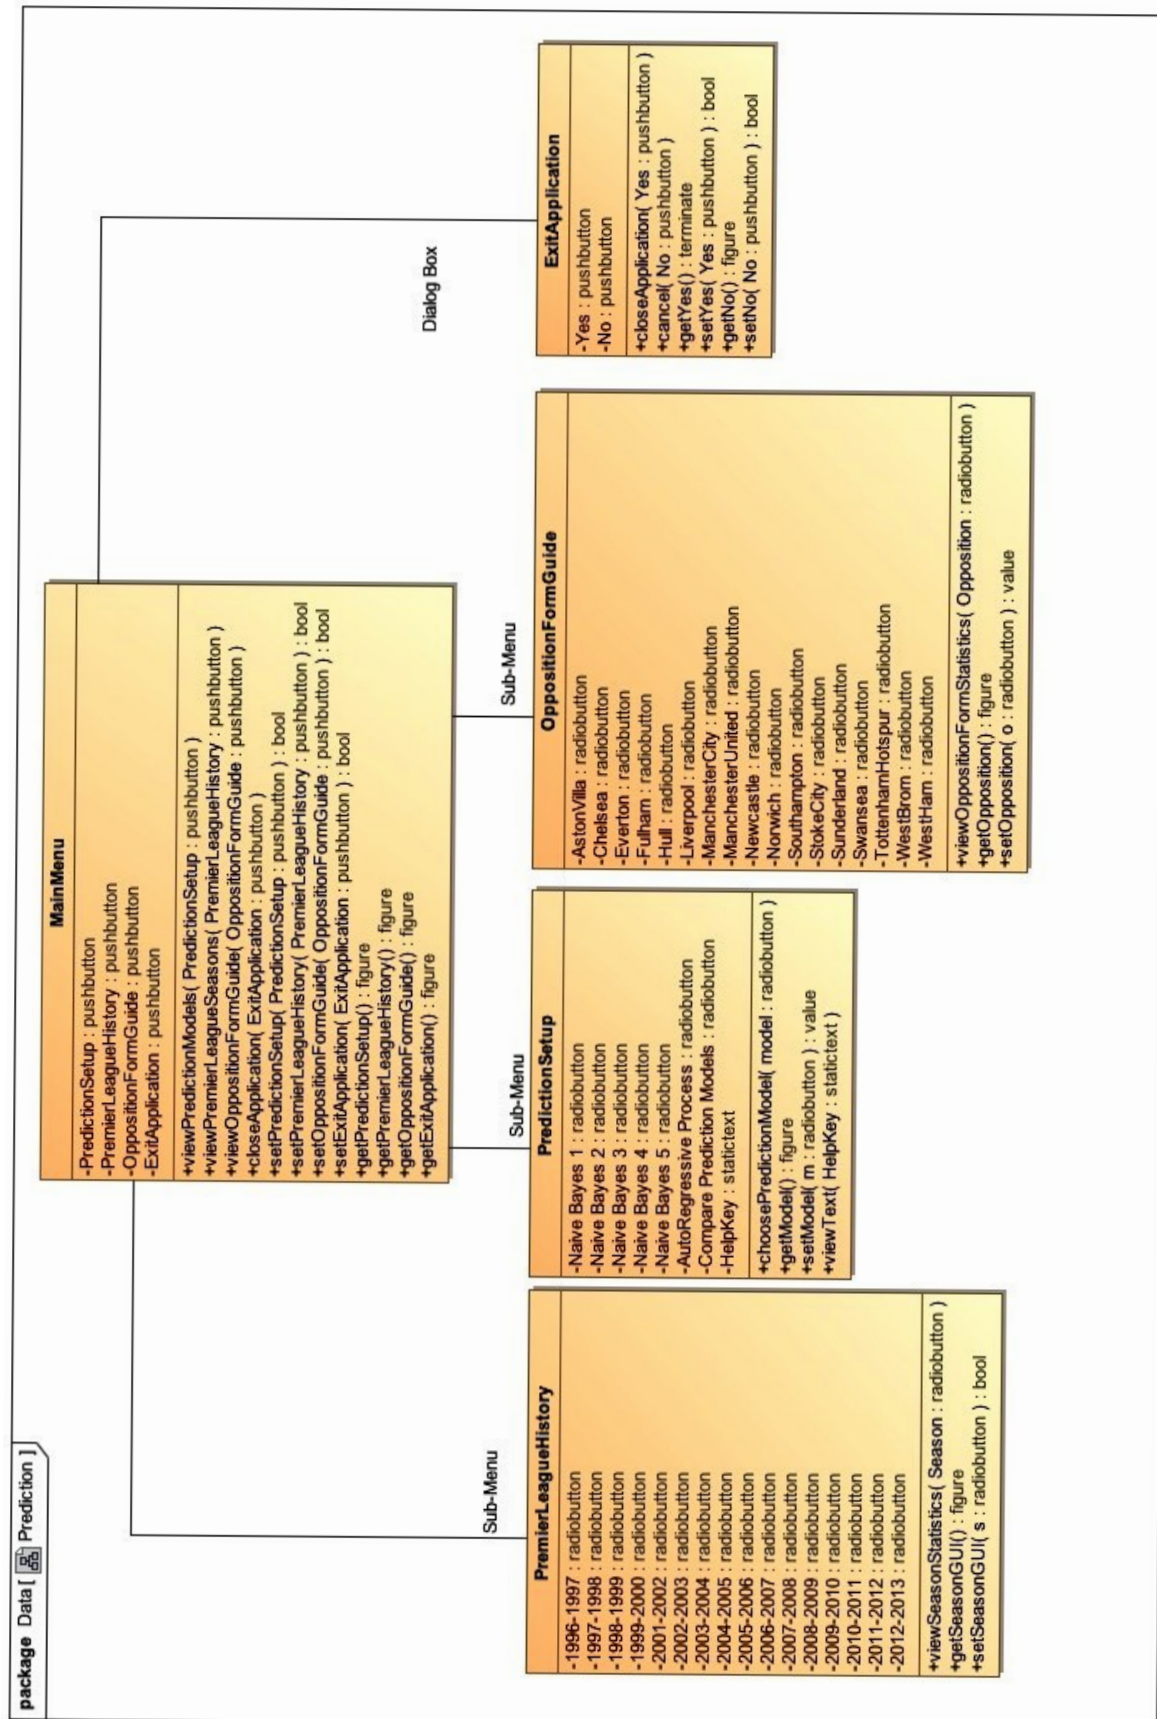 package Data [ Prediction ]
MainMenu
-PredictionSetup : pushbutton
-PremierLeagueHistory : pushbutton
-OppositionFormGuide : pushbutton
-ExitApplication : pushbutton
+viewPredictionModels( PredictionSetup : pushbutton )
+viewPremierLeagueSeasons( PremierLeagueHistory : pushbutton )
+viewOppositionFormGuide( OppositionFormGuide : pushbutton )
+closeApplication( ExitApplication : pushbutton )
+setPredictionSetup( PredictionSetup : pushbutton ) : bool
+setPremierLeagueHistory( PremierLeagueHistory : pushbutton ) : bool
+setOppositionFormGuide( OppositionFormGuide : pushbutton ) : bool
+setExitApplication( ExitApplication : pushbutton ) : bool
+getPredictionSetup() : figure
+getPremierLeagueHistory() : figure
+getOppositionFormGuide() : figure
+getExitApplication() : figure
Sub-Menu
PremierLeagueHistory
-1996-1997 : radiobutton
-1997-1998 : radiobutton
-1998-1999 : radiobutton
-1999-2000 : radiobutton
-2001-2002 : radiobutton
-2002-2003 : radiobutton
-2003-2004 : radiobutton
-2004-2005 : radiobutton
-2005-2006 : radiobutton
-2006-2007 : radiobutton
-2007-2008 : radiobutton
-2008-2009 : radiobutton
-2009-2010 : radiobutton
-2010-2011 : radiobutton
-2011-2012 : radiobutton
-2012-2013 : radiobutton
+viewSeasonStatistics( Season : radiobutton )
+getSeasonGUI() : figure
+setSeasonGUI( s : radiobutton ) : bool
Sub-Menu
PredictionSetup
-Naive Bayes 1 : radiobutton
-Naive Bayes 2 : radiobutton
-Naive Bayes 3 : radiobutton
-Naive Bayes 4 : radiobutton
-Naive Bayes 5 : radiobutton
-AutoRegressive Process : radiobutton
-Compare Prediction Models : radiobutton
-HelpKey : statictext
+choosePredictionModel( model : radiobutton )
+getModel() : figure
+setModel( m : radiobutton ) : value
+viewText( HelpKey : statictext )
Sub-Menu
OppositionFormGuide
-AstonVilla : radiobutton
-Chelsea : radiobutton
-Everton : radiobutton
-Fulham : radiobutton
-Hull : radiobutton
-Liverpool : radiobutton
-ManchesterCity : radiobutton
-ManchesterUnited : radiobutton
-Newcastle : radiobutton
-Norwich : radiobutton
-Southampton : radiobutton
-StokeCity : radiobutton
-Sunderland : radiobutton
-Swansea : radiobutton
-TottenhamHotspur : radiobutton
-WestBrom : radiobutton
-WestHam : radiobutton
+viewOppositionFormStatistics( Opposition : radiobutton )
+getOpposition() : figure
+setOpposition( o : radiobutton ) : value
Dialog Box
ExitApplication
-Yes : pushbutton
-No : pushbutton
+closeApplication( Yes : pushbutton )
+cancel( No : pushbutton )
+getYes() : terminate
+setYes( Yes : pushbutton ) : bool
+getNo() : figure
+setNo( No : pushbutton ) : bool